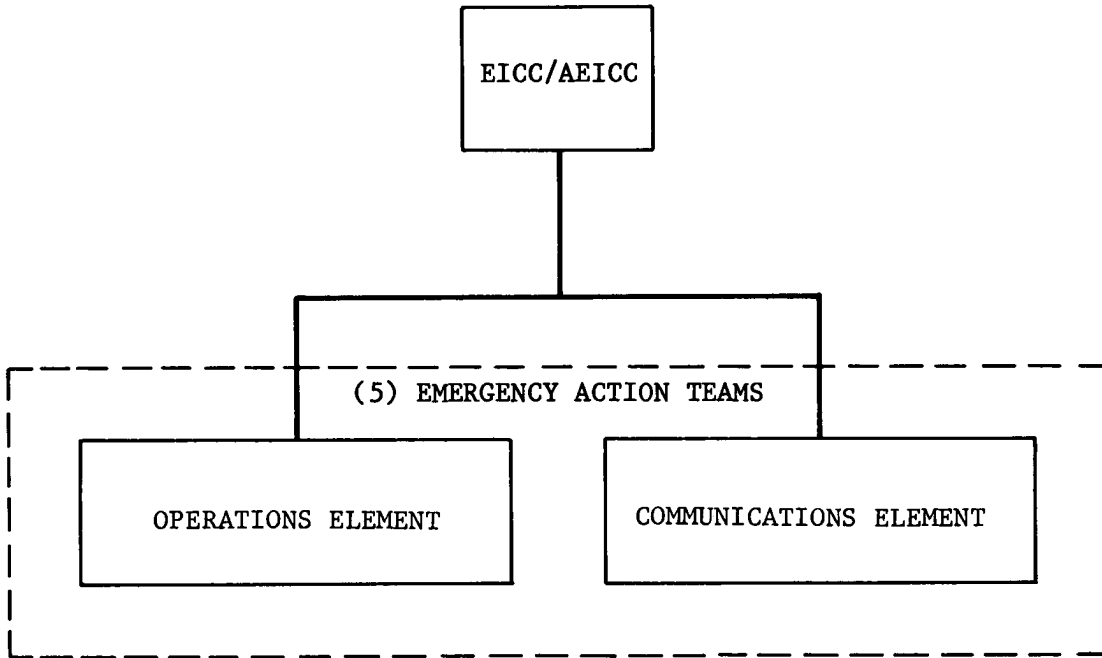 EICC/AEICC
(5) EMERGENCY ACTION TEAMS
OPERATIONS ELEMENT
COMMUNICATIONS ELEMENT